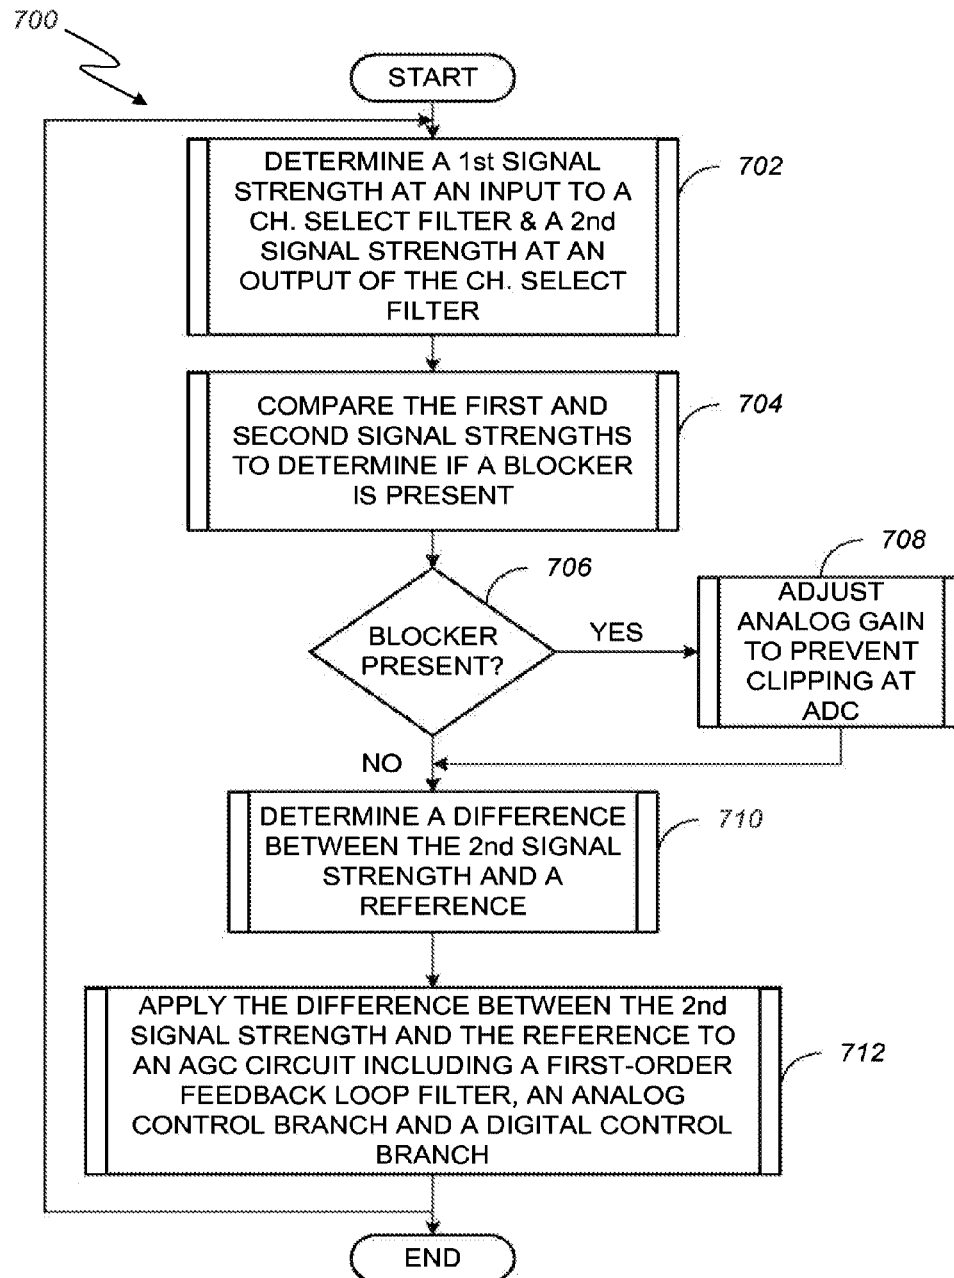 700
START
DETERMINE A 1st SIGNAL
STRENGTH AT AN INPUT TO A
CH. SELECT FILTER & A 2nd
SIGNAL STRENGTH AT AN
OUTPUT OF THE CH. SELECT
FILTER
702
COMPARE THE FIRST AND
SECOND SIGNAL STRENGTHS
TO DETERMINE IF A BLOCKER
IS PRESENT
704
BLOCKER
PRESENT?
706
YES
708
ADJUST
ANALOG GAIN
TO PREVENT
CLIPPING AT
ADC
NO
DETERMINE A DIFFERENCE
BETWEEN THE 2nd SIGNAL
STRENGTH AND A
REFERENCE
710
APPLY THE DIFFERENCE BETWEEN THE 2nd
SIGNAL STRENGTH AND THE REFERENCE TO
AN AGC CIRCUIT INCLUDING A FIRST-ORDER
FEEDBACK LOOP FILTER, AN ANALOG
CONTROL BRANCH AND A DIGITAL CONTROL
BRANCH
712
END